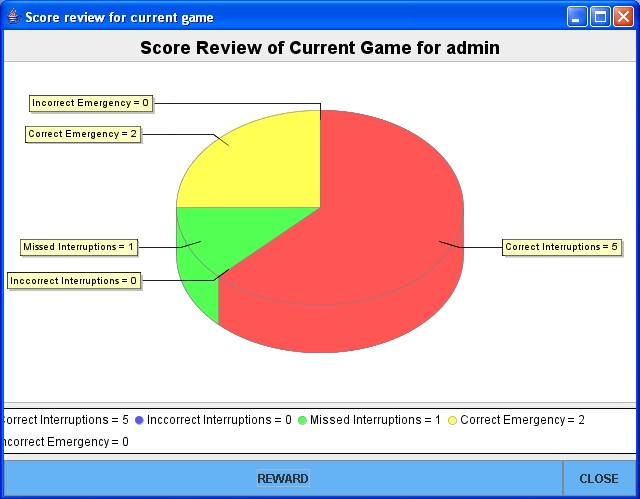 Score review for current game
Score Review of Current Game for admin
Incorrect Emergency = 0
Correct Emergency = 2
Missed Interruptions = 1
Correct Interruptions = 5
Inccorrect Interruptions = 0
orrect Interruptions = 5 Inccorrect Interruptions = 0 Missed Interruptions = 1 Correct Emergency = 2
ncorrect Emergency = 0
REWARD CLOSE